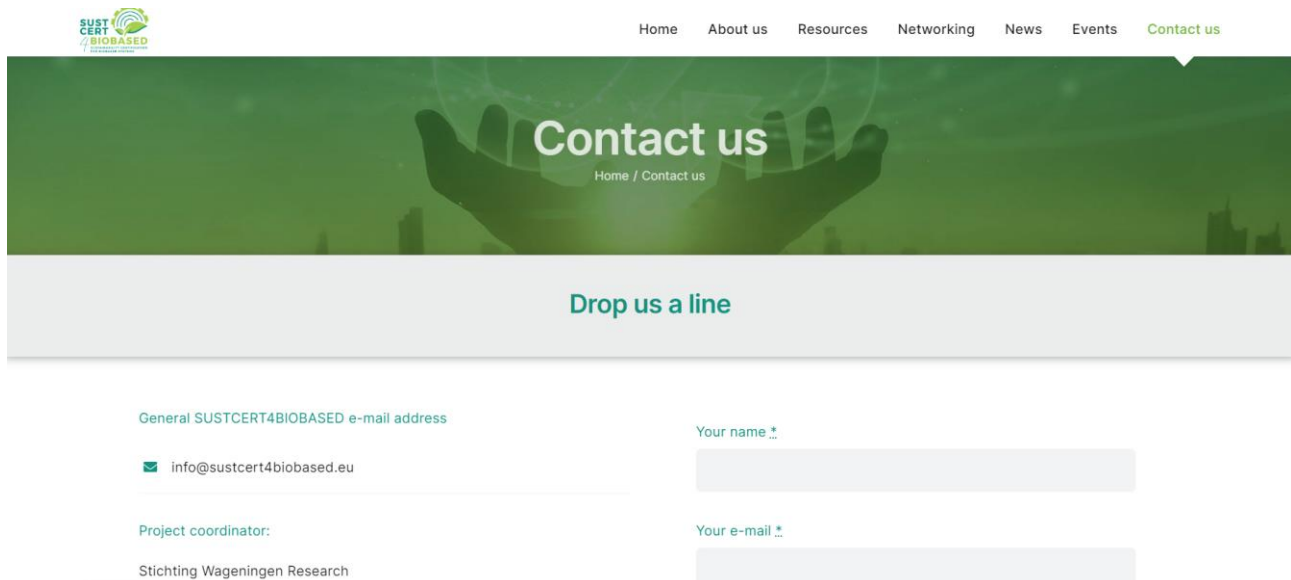 SUST
CERT
4BIOBASED
Home About us Resources Networking News Events Contact us
Contact us
Home / Contact us
Drop us a line
General SUSTCERT4BIOBASED e-mail address
info@sustcert4biobased.eu
Project coordinator:
Stichting Wageningen Research
Your name *
Your e-mail *